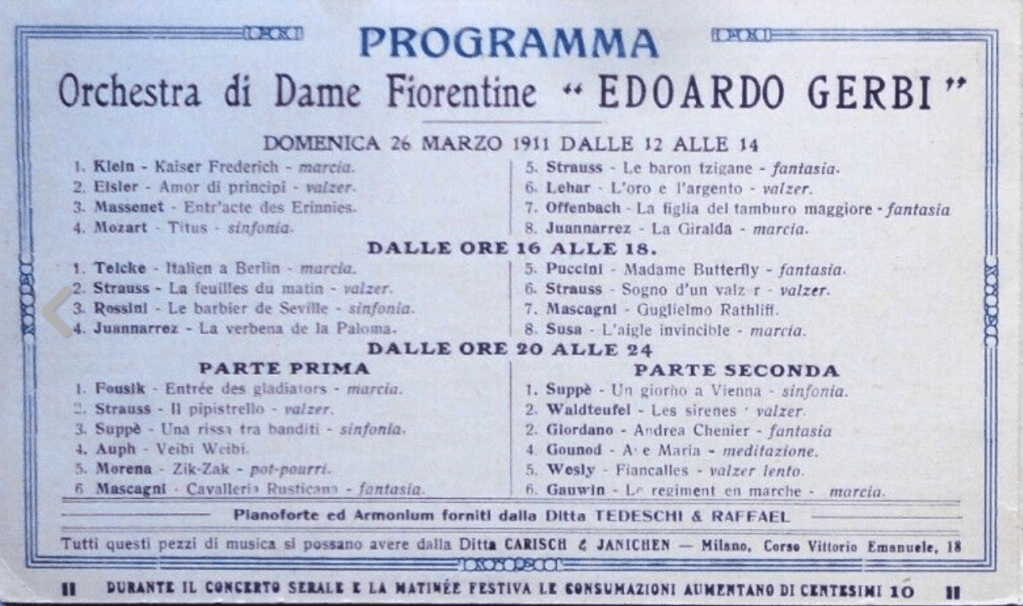 PROGRAMMA
Orchestra di Dame Fiorentine “ EDOARDO GERBI ”
DOMENICA 26 MARZO 1911 DALLE 12 ALLE 14
1. Klein - Kaiser Frederich - marcia.
2. Elsler - Amor di principi - valzer.
3. Massenet - Entr'acte des Erinnies.
4. Mozart - Titus - sinfonia.
5. Strauss - Le baron tzigane - fantasia.
6. Lehar - L'oro e l'argento - valzer.
7. Offenbach - La figlia del tamburo maggiore - fantasia
8. Juannarrez - La Giralda - marcia.
DALLE ORE 16 ALLE 18.
1. Teicke - Italien a Berlin - marcia.
2. Strauss - La feuilles du matin - valzer.
3. Rossini - Le barbier de Seville - sinfonia.
4. Juannarrez - La verbena de la Paloma.
5. Puccini - Madame Butterfly - fantasia.
6. Strauss - Sogno d'un valz r - valzer.
7. Mascagni - Guglielmo Rathliff.
8. Susa - L'aigle invincible - marcia.
DALLE ORE 20 ALLE 24
PARTE PRIMA
1. Fousik - Entrée des gladiators - marcia.
2. Strauss - Il pipistrello - valzer.
3. Suppè - Una rissa tra banditi - sinfonia.
4. Auph - Veibi Weibi.
5. Morena - Zik-Zak - pot-pourri.
6 Mascagni - Cavalleria Rusticana - fantasia.
PARTE SECONDA
1. Suppè - Un giorno a Vienna - sinfonia.
2. Waldteufel - Les sirenes - valzer.
2. Giordano - Andrea Chenier - fantasia
4. Gounod - A e Maria - meditazione.
5. Wesly - Fiancalles - valzer lento.
6. Gauwin - Le regiment en marche - marcia.
Pianoforte ed Armonium forniti dalla Ditta TEDESCHI & RAFFAEL
Tutti questi pezzi di musica si possano avere dalla Ditta CARISCH & JANICHEN — Milano, Corso Vittorio Emanuele, 18
DURANTE IL CONCERTO SERALE E LA MATINÉE FESTIVA LE CONSUMAZIONI AUMENTANO DI CENTESIMI 10